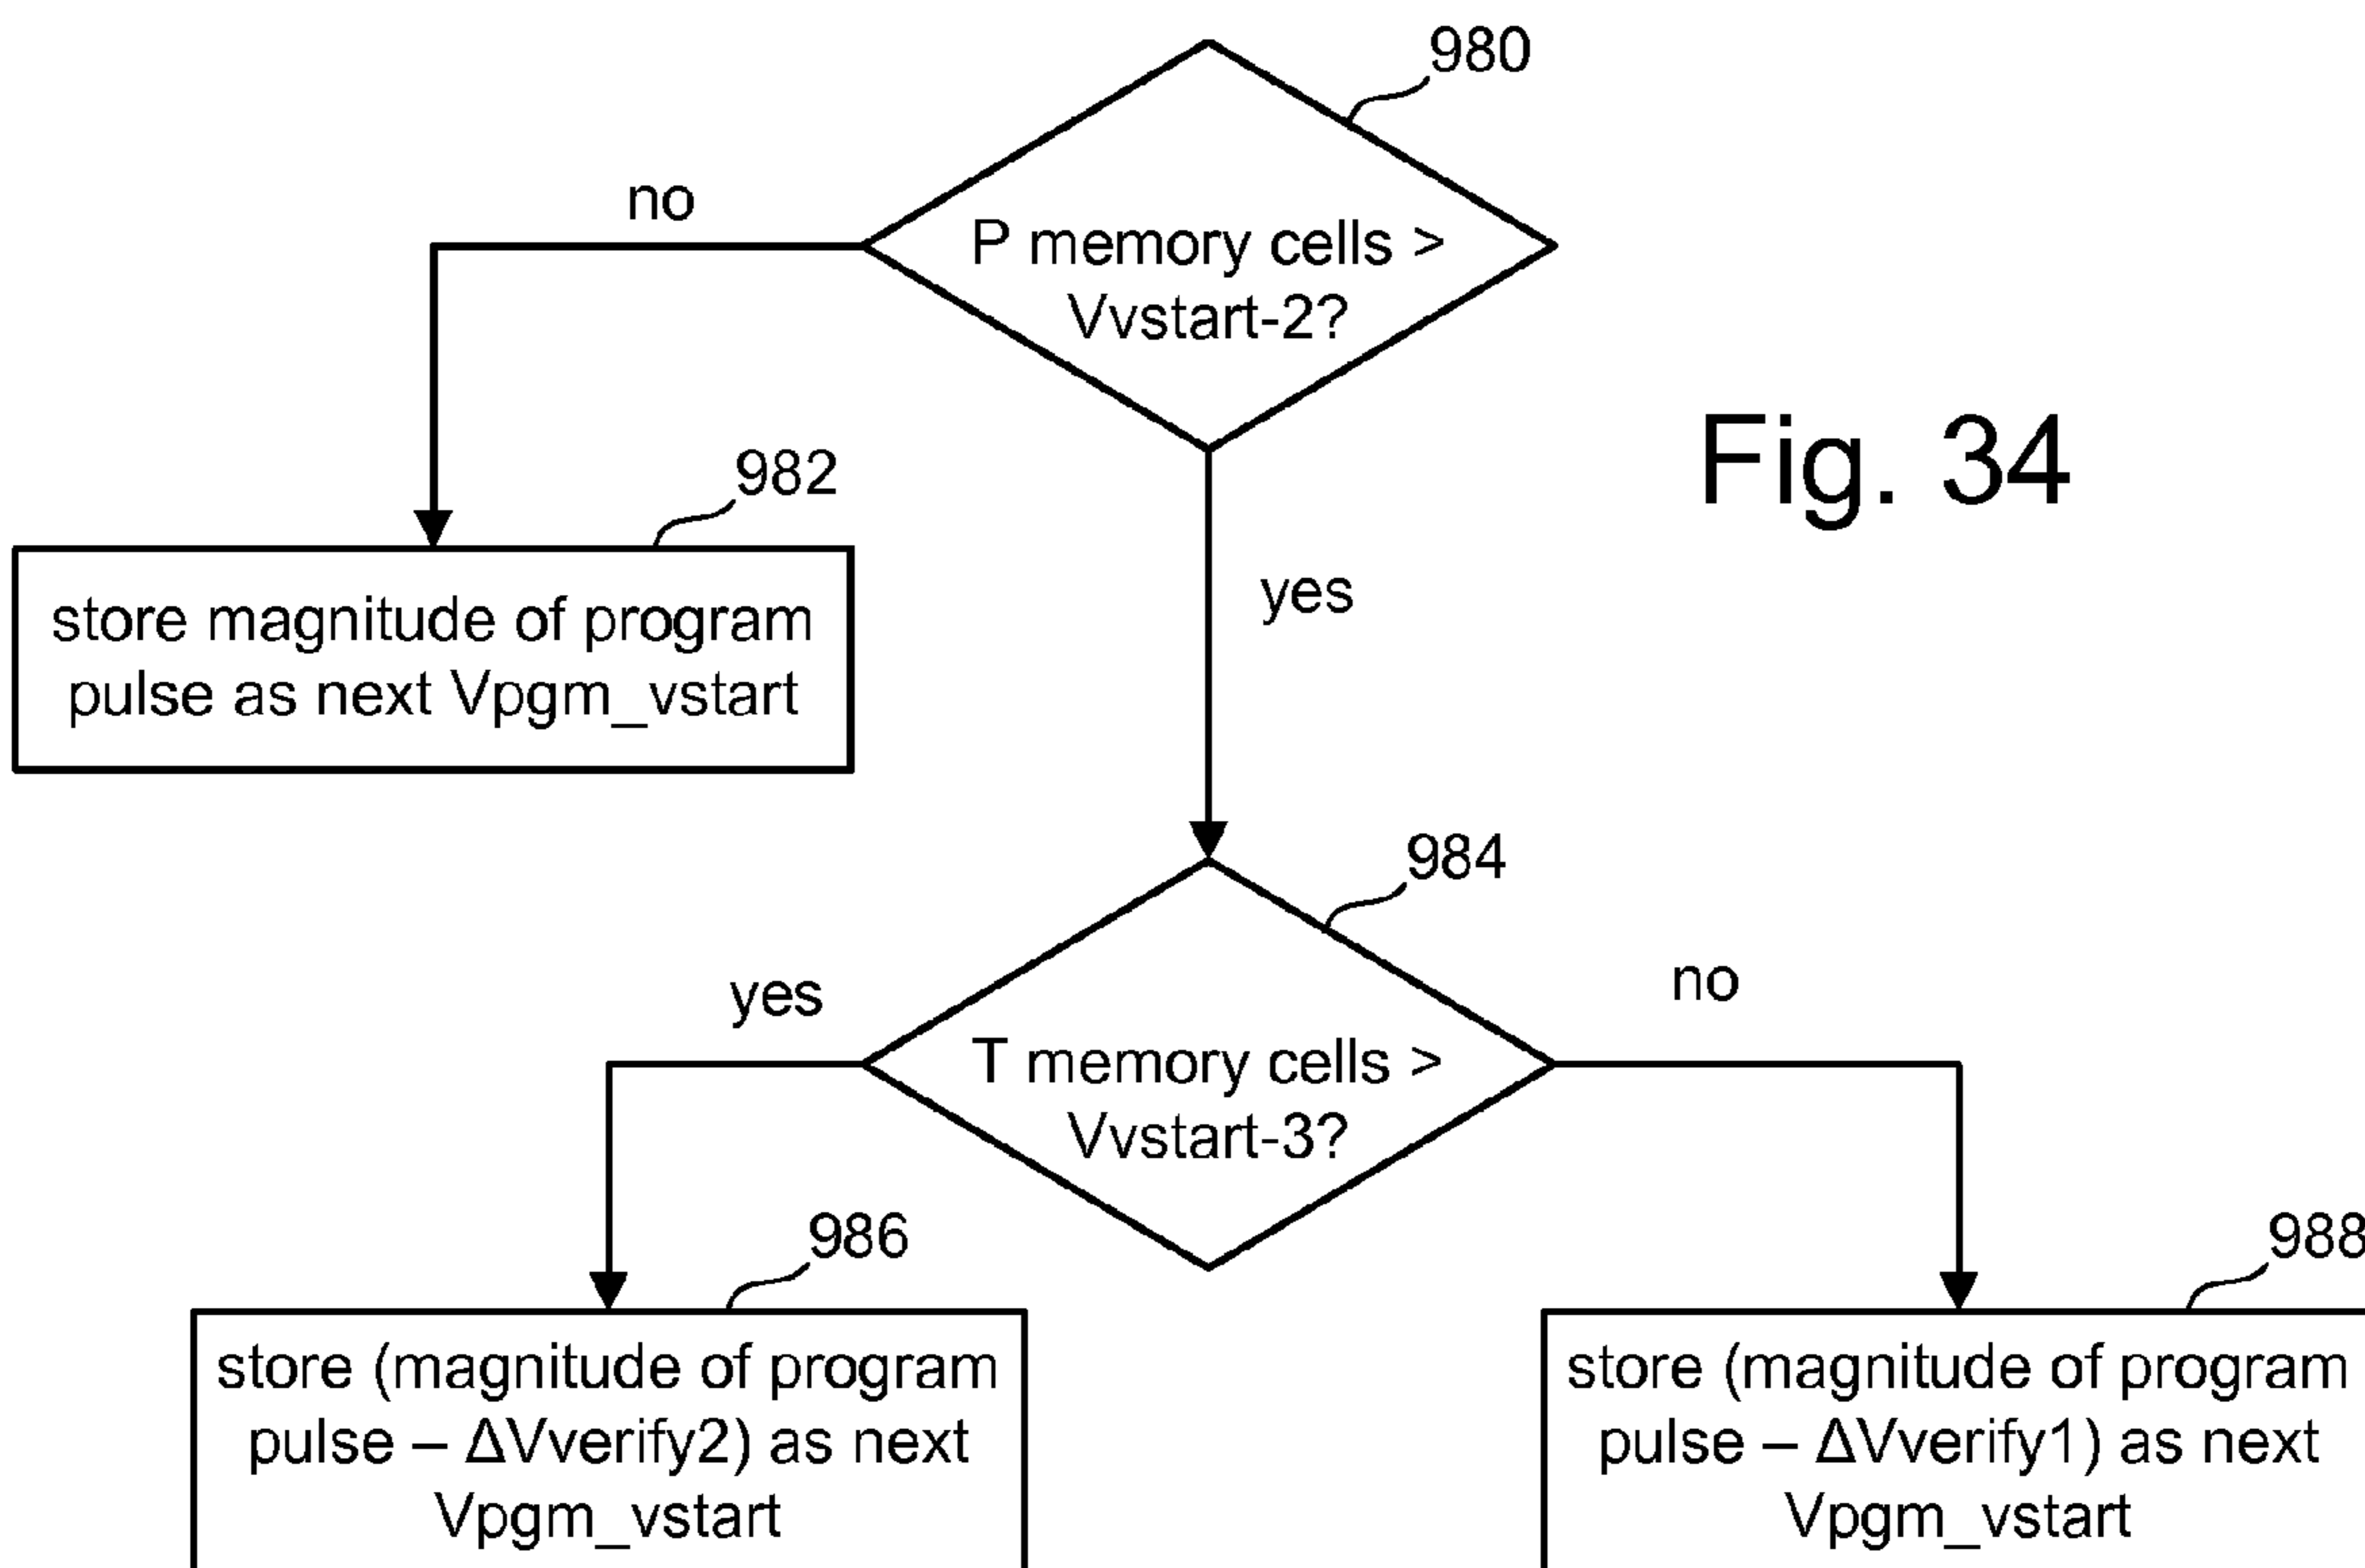 980
no
P memory cells >
Vvstart-2?
Fig. 34
982
store magnitude of program
pulse as next Vpgm_vstart
yes
984
yes
no
T memory cells >
Vvstart-3?
986
988
store (magnitude of program
pulse – ΔVverify2) as next
Vpgm_vstart
store (magnitude of program
pulse – ΔVverify1) as next
Vpgm_vstart